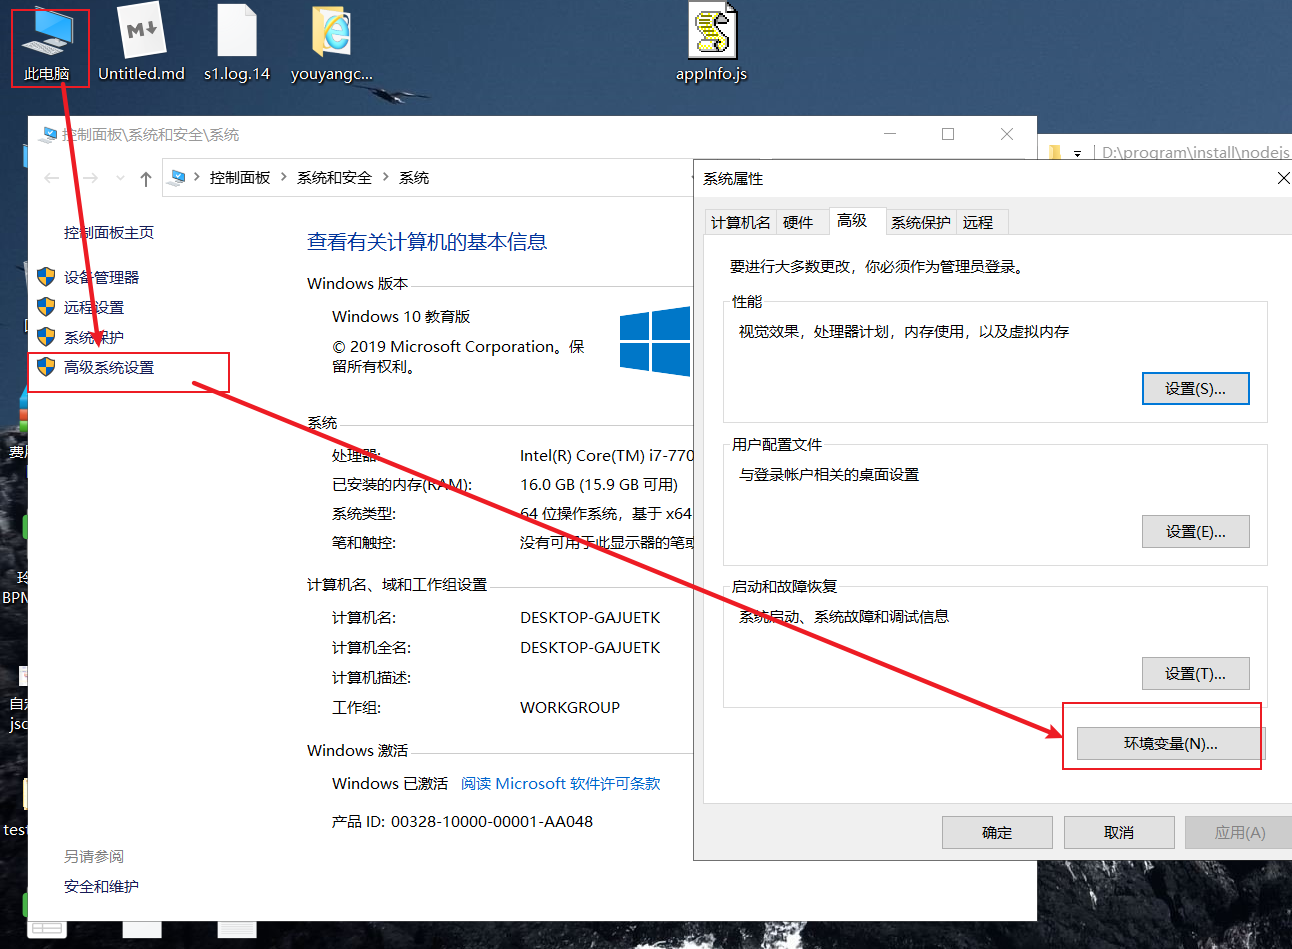 此电脑
Untitled.md
s1.log.14
youyangc...
appInfo.js
控制面板\系统和安全\系统
D:\program\install\nodejs
控制面板 系统和安全 系统
控制面板主页
设备管理器
远程设置
系统保护
高级系统设置
查看有关计算机的基本信息
Windows 版本
Windows 10 教育版
© 2019 Microsoft Corporation。保
留所有权利。
系统
处理器: Intel(R) Core(TM) i7-770
已安装的内存(RAM): 16.0 GB (15.9 GB 可用)
系统类型: 64 位操作系统，基于 x64
笔和触控: 没有可用于此显示器的笔或
计算机名、域和工作组设置
计算机名: DESKTOP-GAJUETK
计算机全名: DESKTOP-GAJUETK
计算机描述:
工作组: WORKGROUP
Windows 激活
Windows 已激活 阅读 Microsoft 软件许可条款
产品 ID: 00328-10000-00001-AA048
另请参阅
安全和维护
系统属性
计算机名 硬件 高级 系统保护 远程
要进行大多数更改，你必须作为管理员登录。
性能
视觉效果，处理器计划，内存使用，以及虚拟内存
设置(S)...
用户配置文件
与登录帐户相关的桌面设置
设置(E)...
启动和故障恢复
系统启动、系统故障和调试信息
设置(T)...
环境变量(N)...
确定 取消 应用(A)
费
玲
BPM
自定
jsc
test